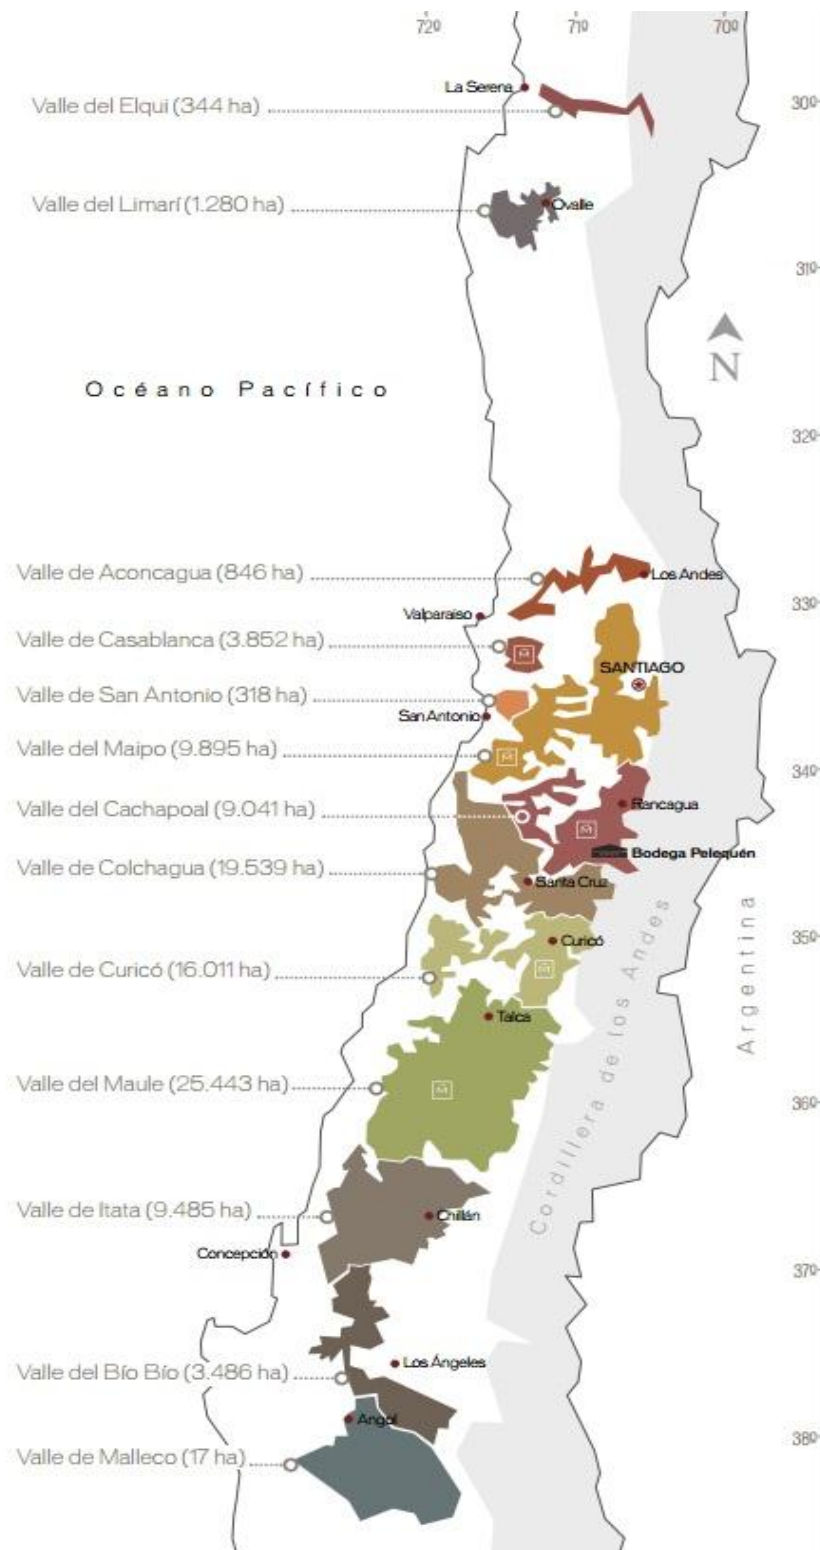 72º 71º 70º
La Serena
Valle del Elqui (344 ha)
30º
Valle del Limarí (1.280 ha)
Ovalle
31º
N
Océano Pacífico
32º
Valle de Aconcagua (846 ha)
Los Andes
33º
Valparaiso
Valle de Casablanca (3.852 ha)
SANTIAGO
Valle de San Antonio (318 ha)
San Antonio
Valle del Maipo (9.895 ha)
34º
Valle del Cachapoal (9.041 ha)
Rancagua
Bodega Pelequén
Valle de Colchagua (19.539 ha)
Santa Cruz
35º
Curicó
Valle de Curicó (16.011 ha)
Argentina
Cordillera de los Andes
Talca
Valle del Maule (25.443 ha)
36º
Valle de Itata (9.485 ha)
Chillán
Concepción
37º
Los Ángeles
Valle del Bío Bío (3.486 ha)
Angol
38º
Valle de Malleco (17 ha)